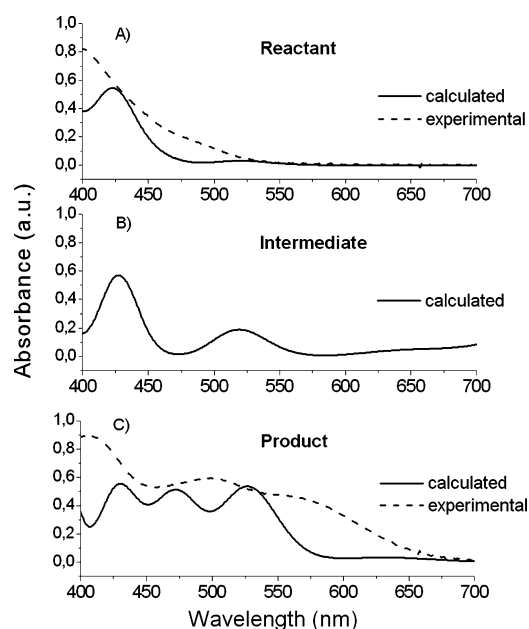 A)
Reactant
calculated
experimental
1,0
0,8
0,6
0,4
0,2
0,0
400 450 500 550 600 650 700
B)
Intermediate
calculated
1,0
0,8
0,6
0,4
0,2
0,0
400 450 500 550 600 650 700
C)
Product
calculated
experimental
1,0
0,8
0,6
0,4
0,2
0,0
400 450 500 550 600 650 700
Absorbance (a.u.)
Wavelength (nm)